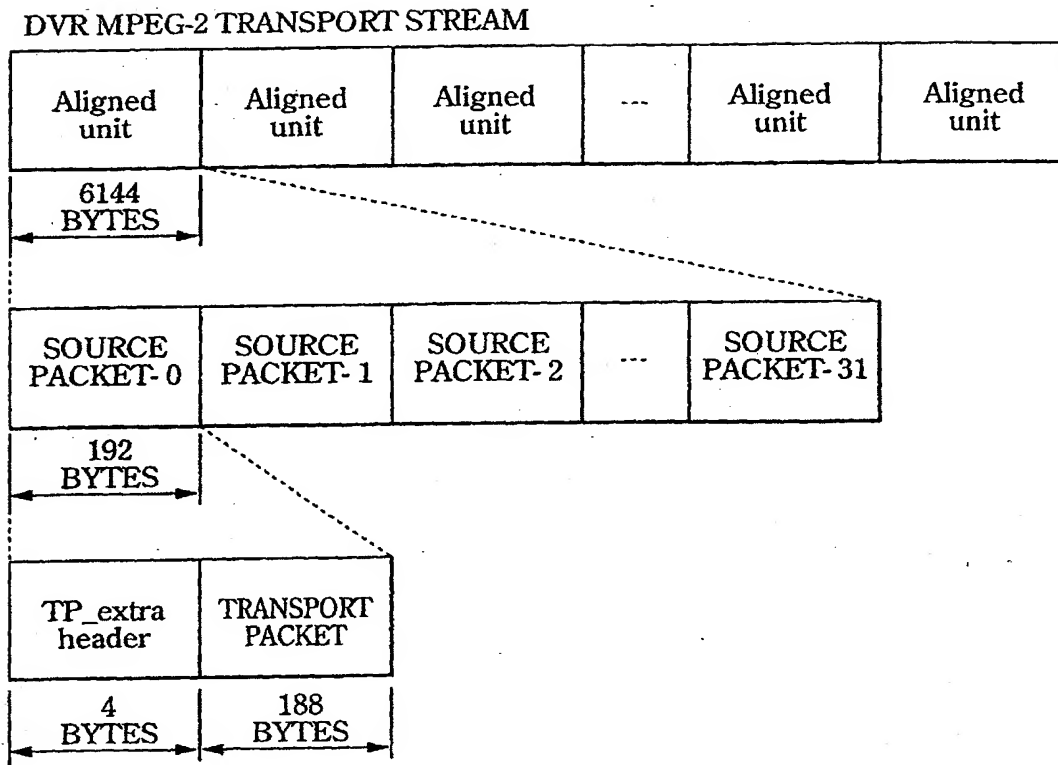 DVR MPEG-2 TRANSPORT STREAM
Aligned
unit
Aligned
unit
Aligned
unit
---
Aligned
unit
Aligned
unit
6144
BYTES
SOURCE
PACKET- 0
SOURCE
PACKET- 1
SOURCE
PACKET- 2
---
SOURCE
PACKET- 31
192
BYTES
TP_extra
header
TRANSPORT
PACKET
4
BYTES
188
BYTES